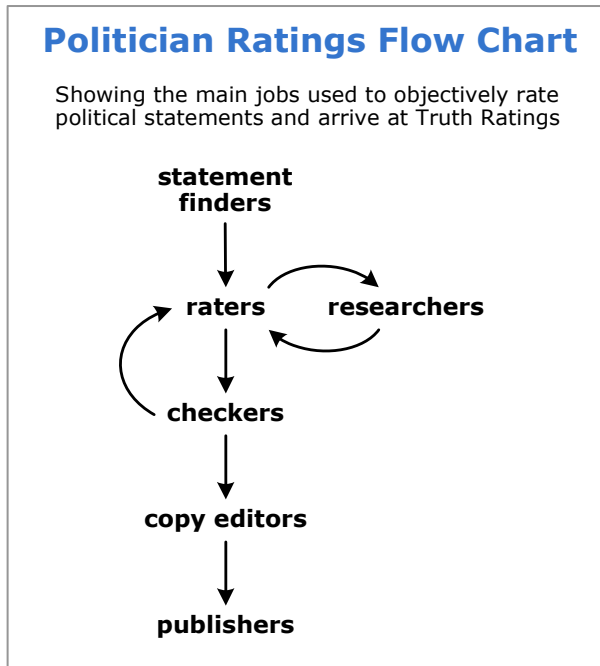 Politician Ratings Flow Chart
Showing the main jobs used to objectively rate
political statements and arrive at Truth Ratings
statement
finders
raters
researchers
checkers
copy editors
publishers